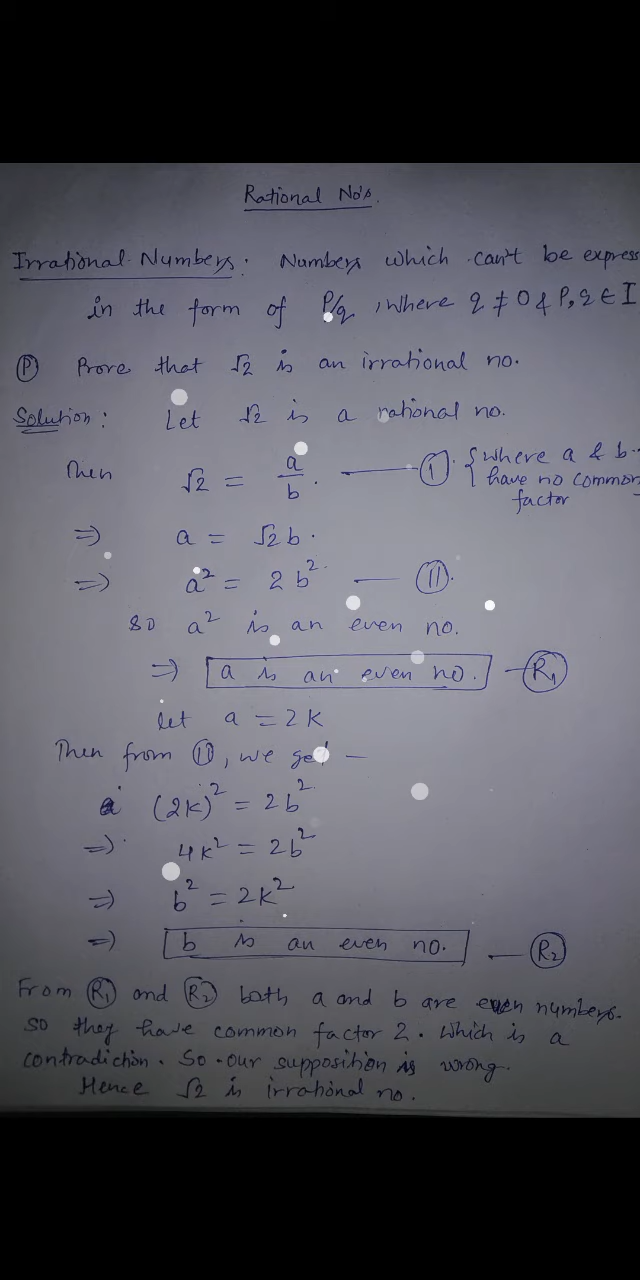 Rational No's.
Irrational Numbers: Numbers which can't be express
in the form of P/q, where q ≠ 0 & P, q ∈ I
(P) Prove that √2 is an irrational no.
Solution: Let √2 is a rational no.
Then √2 = a/b. — (I) {where a & b
have no common
factor
⇒ a = √2 b.
⇒ a² = 2b² — (II).
so a² is an even no.
⇒ a is an even no. — (R₁)
let a = 2K
Then from (II), we get —
(2K)² = 2b²
⇒ 4K² = 2b²
⇒ b² = 2K²
⇒ b is an even no. — (R₂)
From (R₁) and (R₂) both a and b are even numbers.
so they have common factor 2. which is a
contradiction. So our supposition is wrong.
Hence √2 is irrational no.